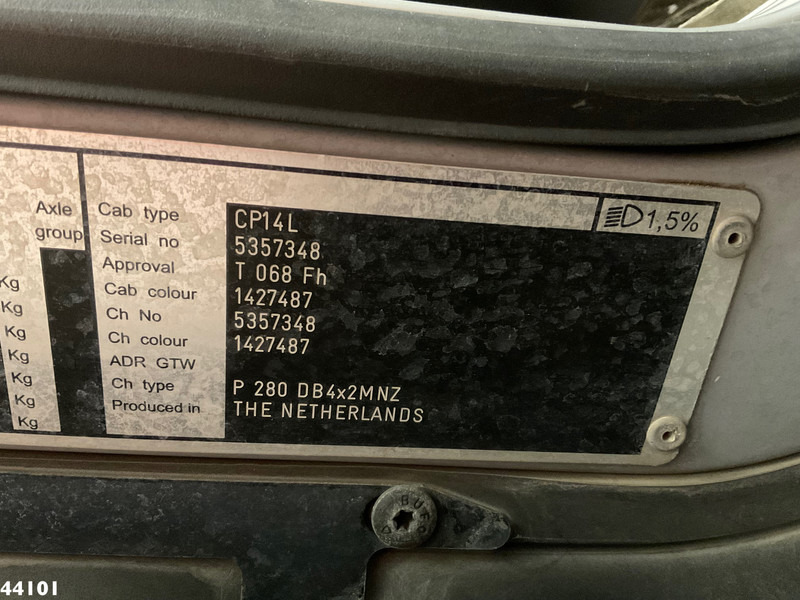 Axle
group
Kg
Kg
Kg
Kg
Kg
Kg
Kg
Cab type CP14L
Serial no 5357348
Approval T 068 Fh
Cab colour 1427487
Ch No 5357348
Ch colour 1427487
ADR GTW
Ch type P 280 DB4x2MNZ
Produced in THE NETHERLANDS
1,5%
44101